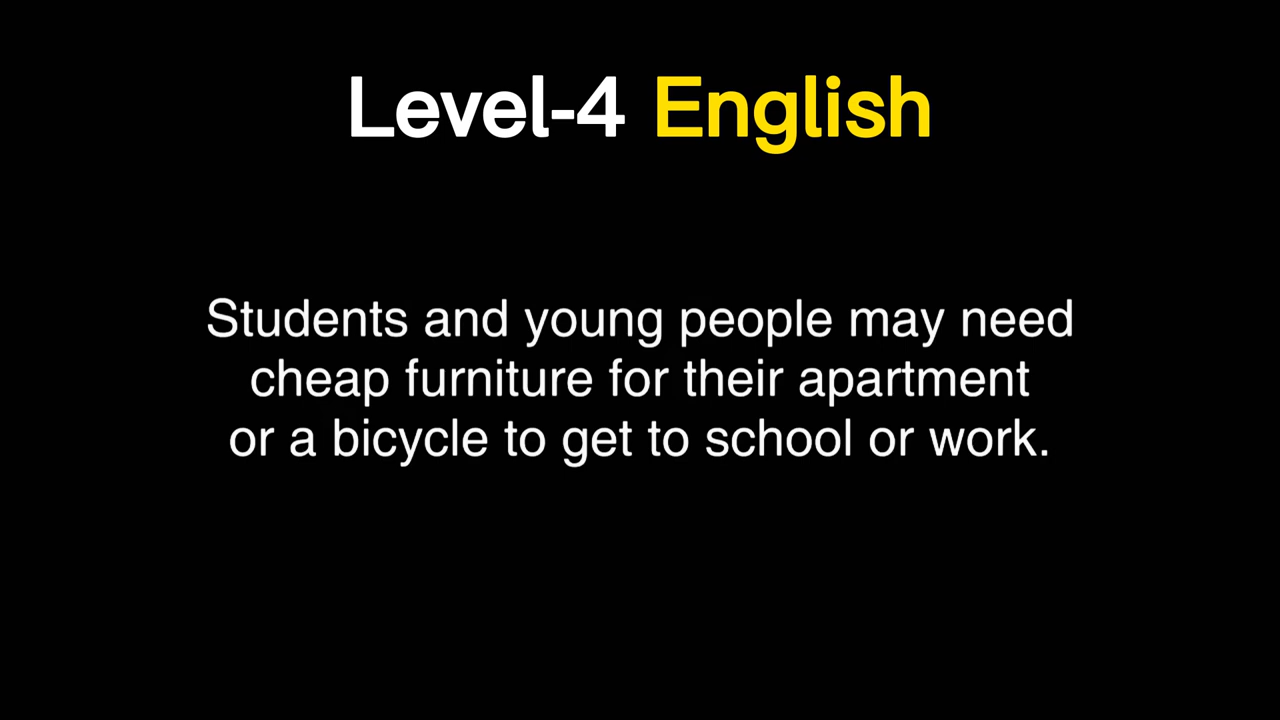 Level-4 English
Students and young people may need
cheap furniture for their apartment
or a bicycle to get to school or work.